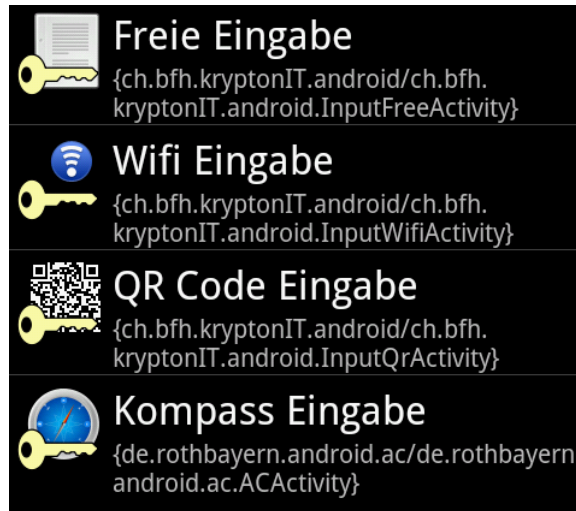 Freie Eingabe
{ch.bfh.kryptonIT.android/ch.bfh.
kryptonIT.android.InputFreeActivity}
Wifi Eingabe
{ch.bfh.kryptonIT.android/ch.bfh.
kryptonIT.android.InputWifiActivity}
QR Code Eingabe
{ch.bfh.kryptonIT.android/ch.bfh.
kryptonIT.android.InputQrActivity}
Kompass Eingabe
{de.rothbayern.android.ac/de.rothbayern
android.ac.ACActivity}